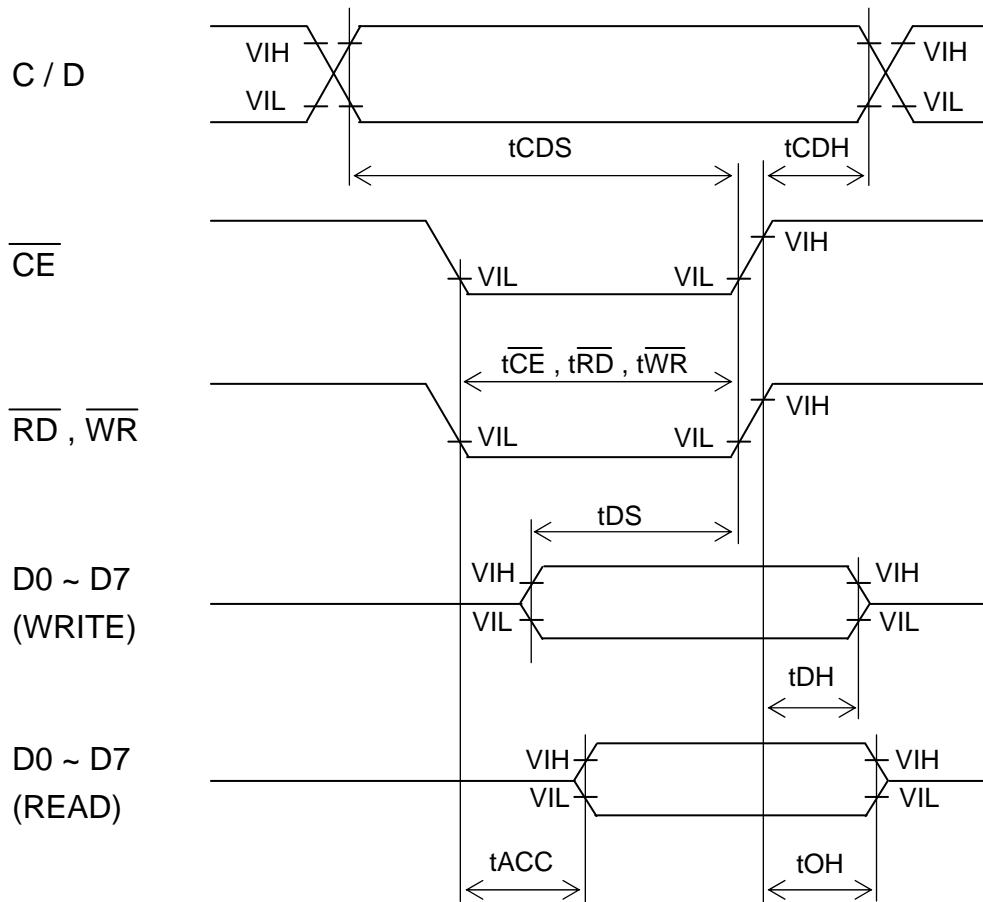 C / D
VIH
VIL
VIH
VIL
tCDS
tCDH
CE
VIL
VIL
VIH
tCE , tRD , tWR
RD , WR
VIL
VIL
VIH
tDS
D0 ~ D7
(WRITE)
VIH
VIL
VIH
VIL
tDH
D0 ~ D7
(READ)
VIH
VIL
VIH
VIL
tACC
tOH